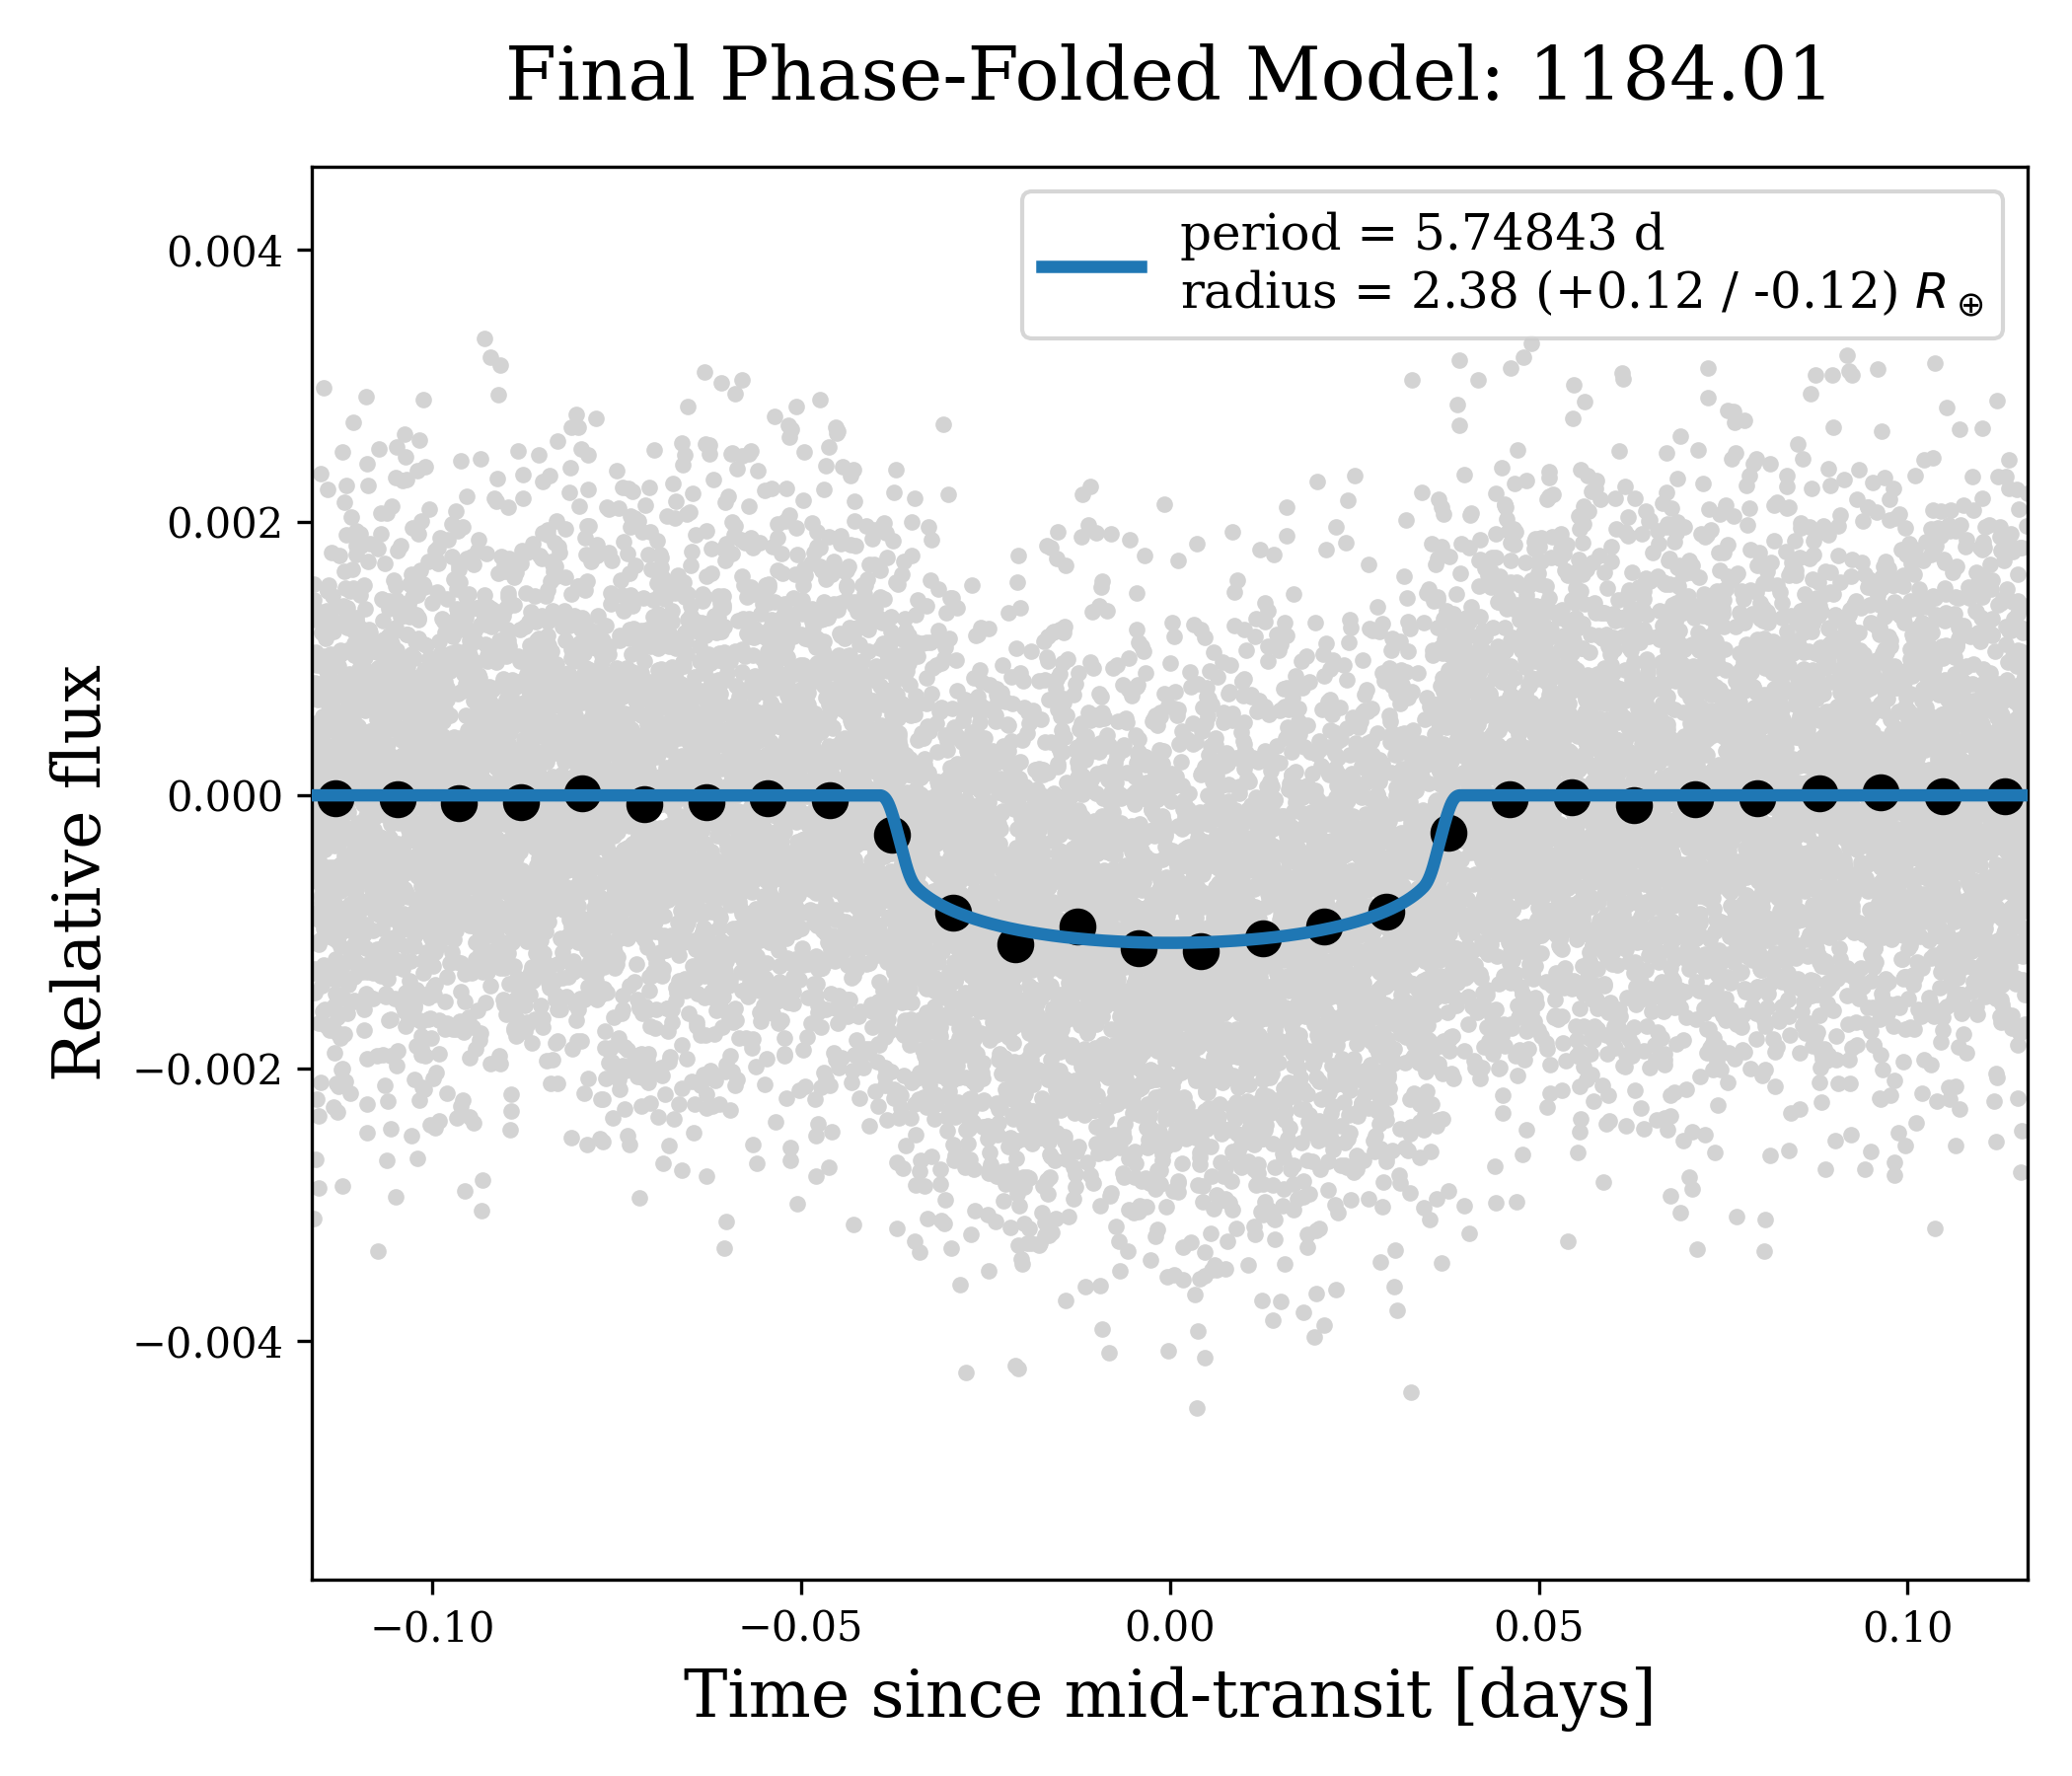 Final Phase-Folded Model: 1184.01
period = 5.74843 d
radius = 2.38 (+0.12 / -0.12) R⊕
0.004
0.002
0.000
−0.002
−0.004
Relative flux
−0.10 −0.05 0.00 0.05 0.10
Time since mid-transit [days]